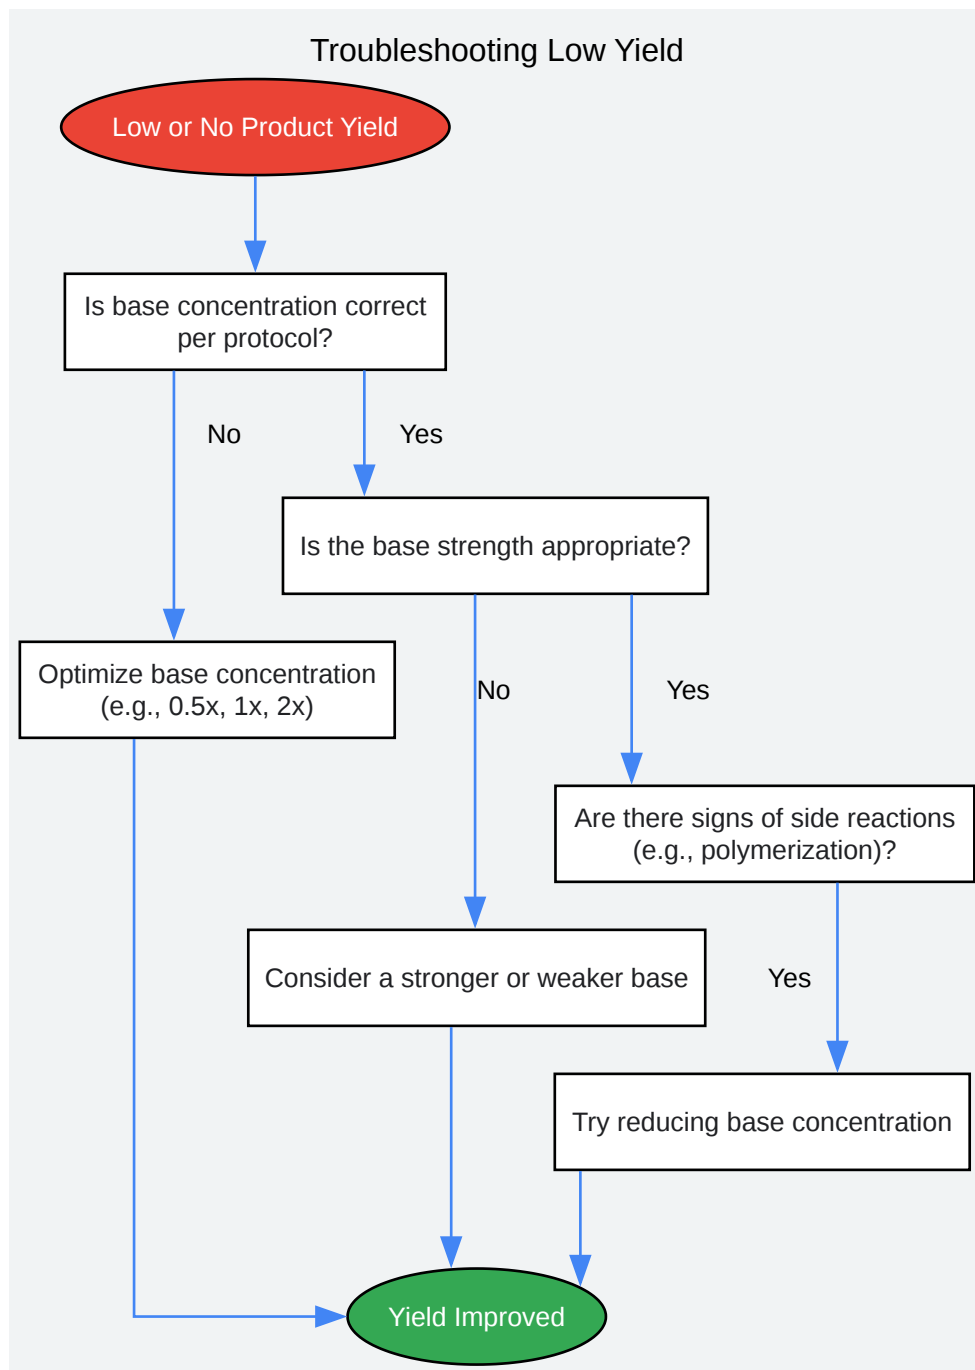 Troubleshooting Low Yield
Low or No Product Yield
Is base concentration correct
per protocol?
No
Yes
Is the base strength appropriate?
Optimize base concentration
(e.g., 0.5x, 1x, 2x)
No
Yes
Are there signs of side reactions
(e.g., polymerization)?
Consider a stronger or weaker base
Yes
Try reducing base concentration
Yield Improved